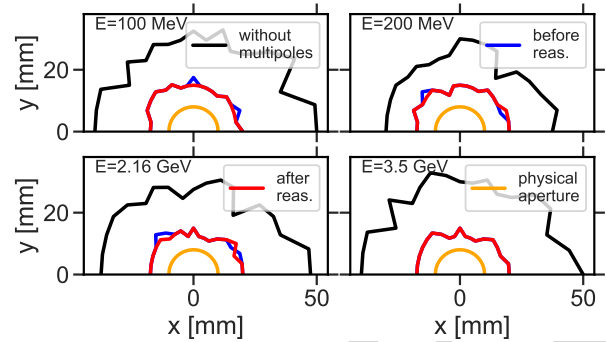 E=100 MeV
without
multipoles
E=200 MeV
before
reas.
y [mm]
20
0
E=2.16 GeV
after
reas.
E=3.5 GeV
physical
aperture
y [mm]
20
0
0
50
0
50
x [mm]
x [mm]